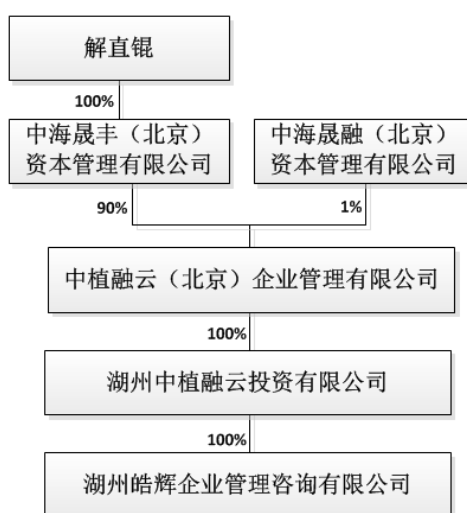 解直锟
100%
中海晟丰（北京）
资本管理有限公司
中海晟融（北京）
资本管理有限公司
90%
1%
中植融云（北京）企业管理有限公司
100%
湖州中植融云投资有限公司
100%
湖州皓辉企业管理咨询有限公司